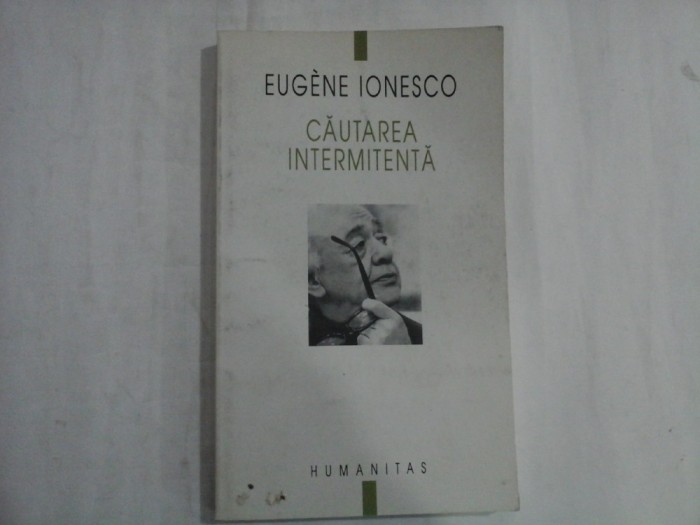 EUGÈNE IONESCO
CĂUTAREA
INTERMITENTĂ
HUMANITAS